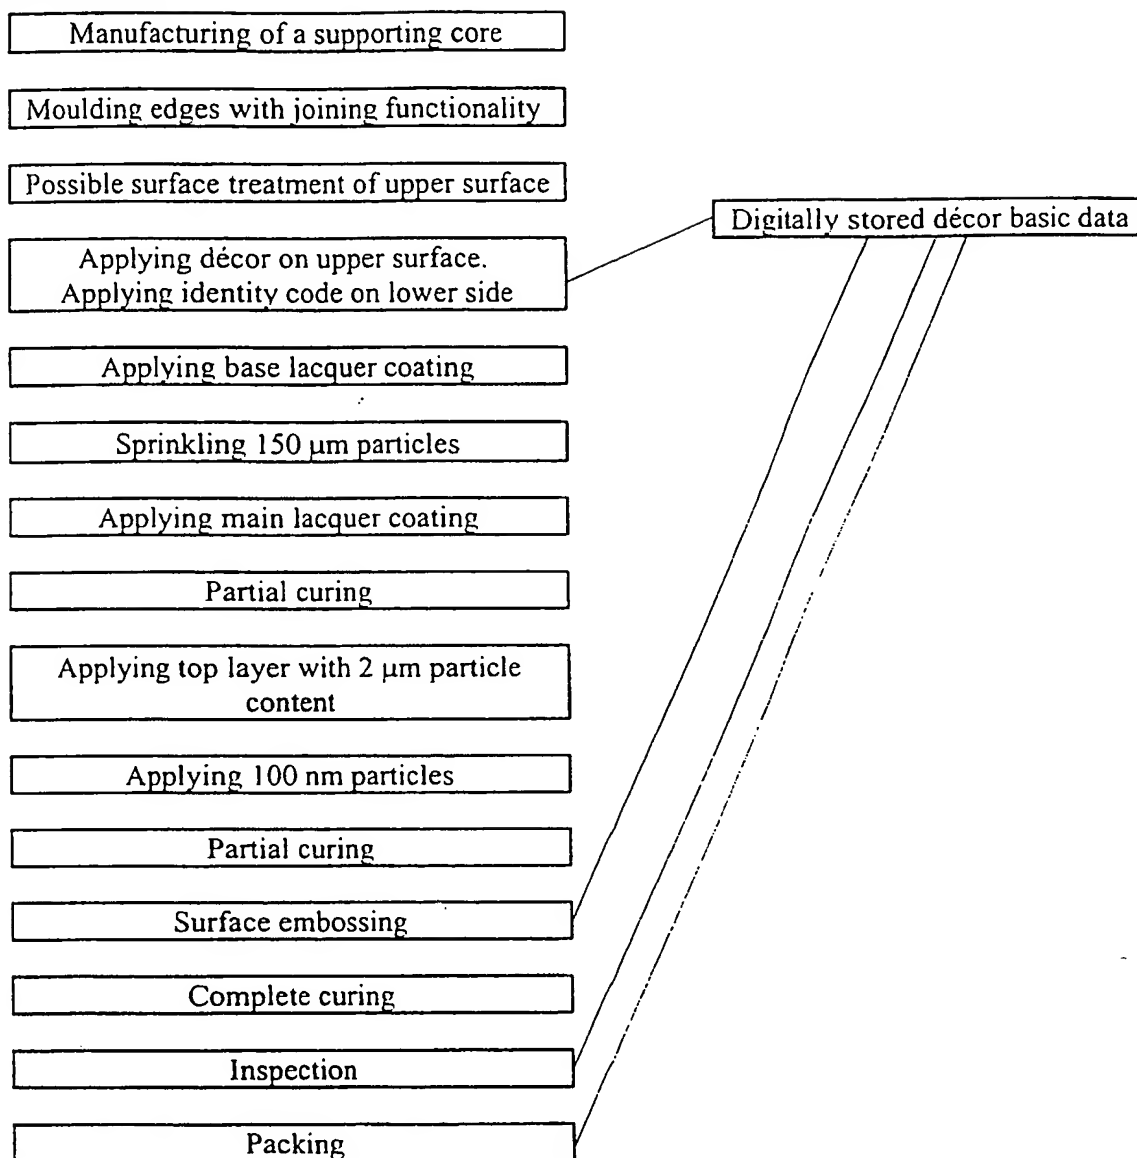 Manufacturing of a supporting core
Moulding edges with joining functionality
Possible surface treatment of upper surface
Digitally stored décor basic data
Applying décor on upper surface.
Applying identity code on lower side
Applying base lacquer coating
Sprinkling 150 µm particles
Applying main lacquer coating
Partial curing
Applying top layer with 2 µm particle
content
Applying 100 nm particles
Partial curing
Surface embossing
Complete curing
Inspection
Packing